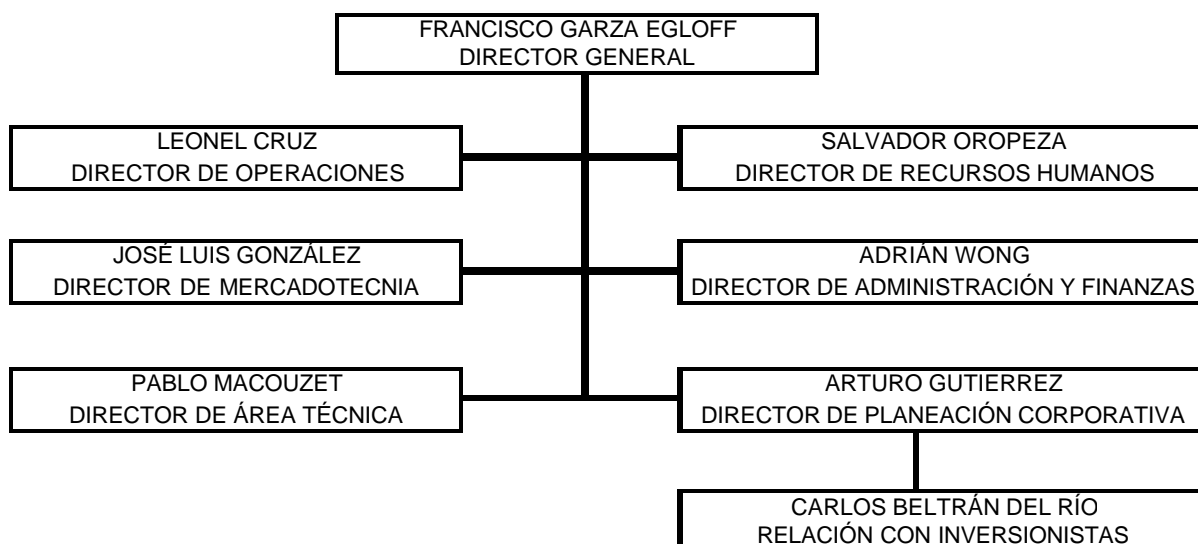 FRANCISCO GARZA EGLOFF
DIRECTOR GENERAL
LEONEL CRUZ
DIRECTOR DE OPERACIONES
SALVADOR OROPEZA
DIRECTOR DE RECURSOS HUMANOS
JOSÉ LUIS GONZÁLEZ
DIRECTOR DE MERCADOTECNIA
ADRIÁN WONG
DIRECTOR DE ADMINISTRACIÓN Y FINANZAS
PABLO MACOUZET
DIRECTOR DE ÁREA TÉCNICA
ARTURO GUTIERREZ
DIRECTOR DE PLANEACIÓN CORPORATIVA
CARLOS BELTRÁN DEL RÍO
RELACIÓN CON INVERSIONISTAS